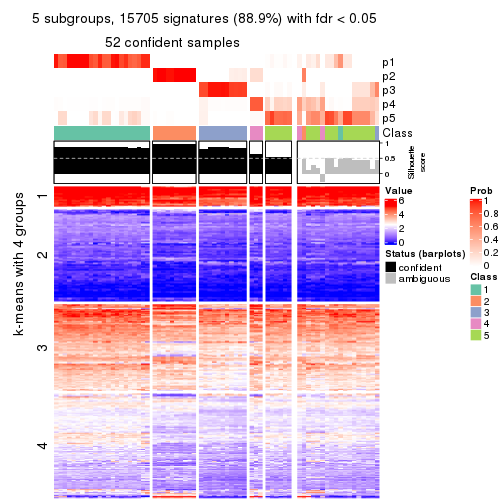 5 subgroups, 15705 signatures (88.9%) with fdr < 0.05
52 confident samples
p1
p2
p3
p4
p5
Class
1
0.5
0
Silhouette
score
k-means with 4 groups
1
2
3
4
Value
6
4
2
0
Status (barplots)
confident
ambiguous
Prob
1
0.8
0.6
0.4
0.2
0
Class
1
2
3
4
5